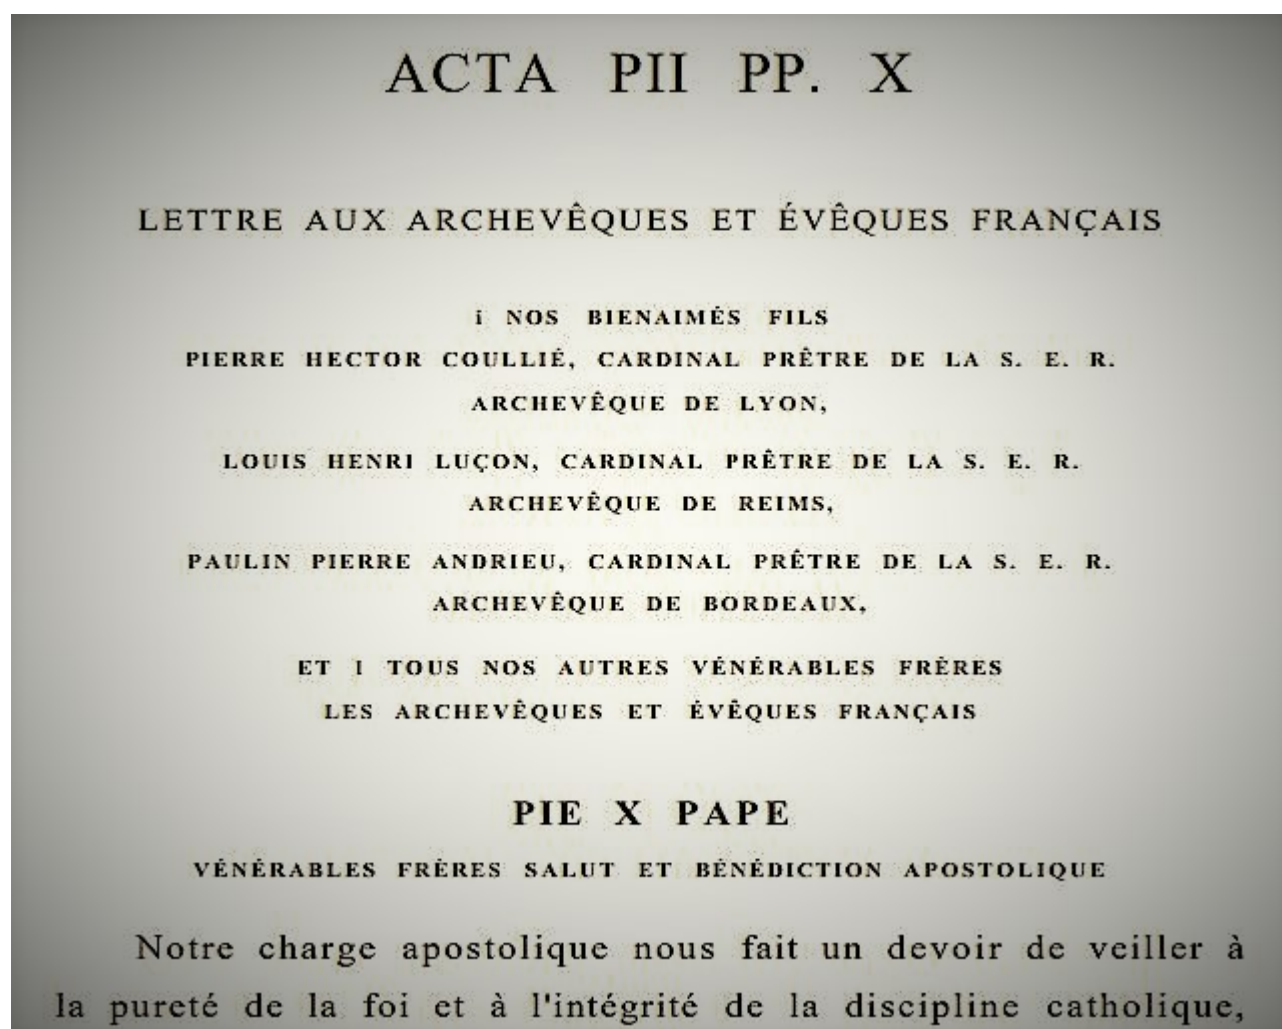 ACTA PII PP. X
LETTRE AUX ARCHEVÊQUES ET ÉVÊQUES FRANÇAIS
i NOS BIENAIMÉS FILS
PIERRE HECTOR COULLIÉ, CARDINAL PRÊTRE DE LA S. E. R.
ARCHEVÊQUE DE LYON,
LOUIS HENRI LUÇON, CARDINAL PRÊTRE DE LA S. E. R.
ARCHEVÊQUE DE REIMS,
PAULIN PIERRE ANDRIEU, CARDINAL PRÊTRE DE LA S. E. R.
ARCHEVÊQUE DE BORDEAUX,
ET I TOUS NOS AUTRES VÉNÉRABLES FRÈRES
LES ARCHEVÊQUES ET ÉVÊQUES FRANÇAIS
PIE X PAPE
VÉNÉRABLES FRÈRES SALUT ET BÉNÉDICTION APOSTOLIQUE
Notre charge apostolique nous fait un devoir de veiller à
la pureté de la foi et à l'intégrité de la discipline catholique,